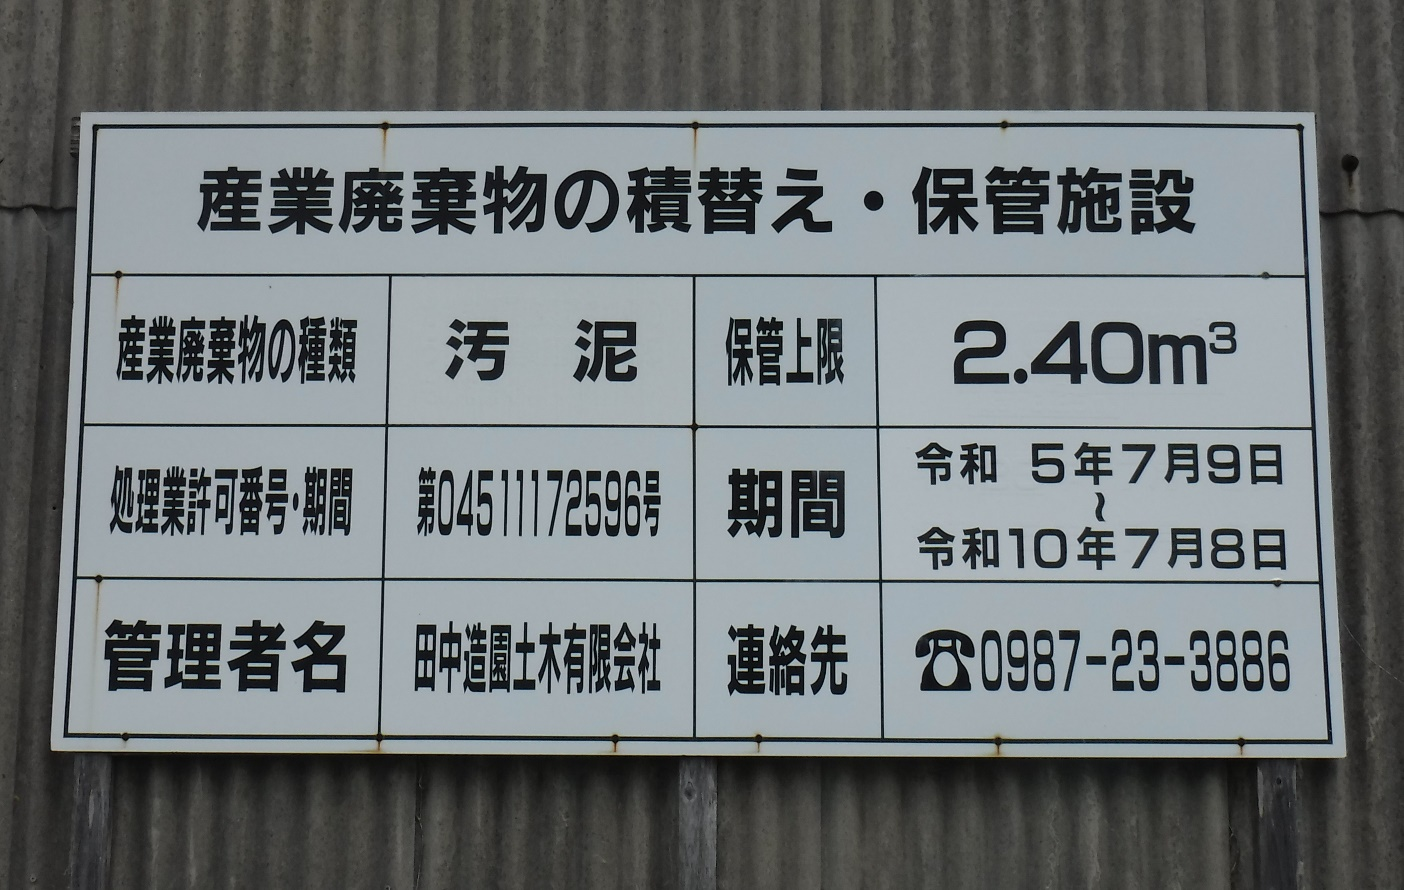 産業廃棄物の積替え・保管施設
産業廃棄物の種類 汚 泥 保管上限 2.40m³
処理業許可番号・期間 第04511172596号 期間 令和 5年7月9日
~
令和10年7月8日
管理者名 田中造園土木有限会社 連絡先 ☎0987-23-3886